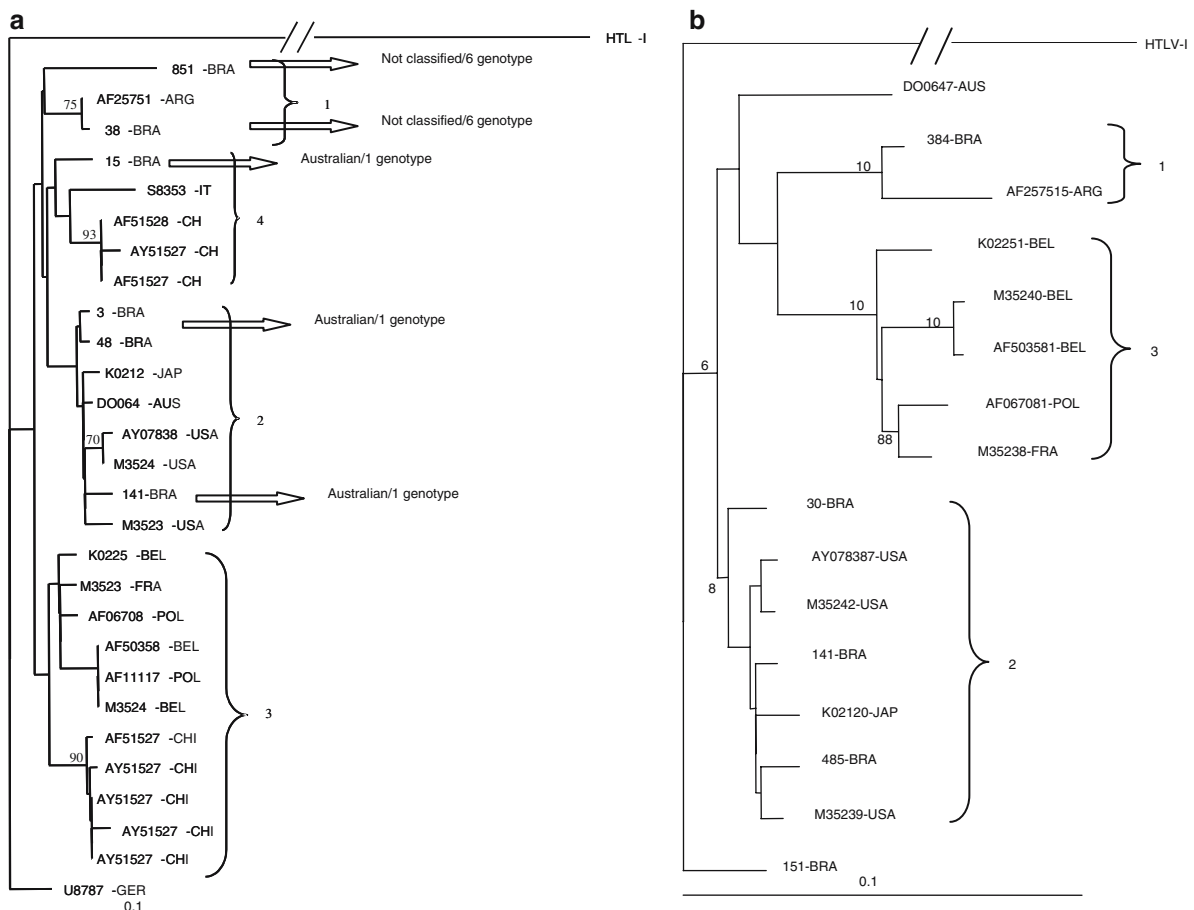 a
HTL -I
851 -BRA
Not classified/6 genotype
AF25751 -ARG
75
1
38 -BRA
Not classified/6 genotype
15 -BRA
Australian/1 genotype
S8353 -IT
AF51528 -CH
4
93
AY51527 -CH
AF51527 -CH
3 -BRA
Australian/1 genotype
48 -BRA
K0212 -JAP
DO064 -AUS
2
AY07838 -USA
70
M3524 -USA
141-BRA
Australian/1 genotype
M3523 -USA
K0225 -BEL
M3523 -FRA
AF06708 -POL
AF50358 -BEL
AF11117 -POL
M3524 -BEL
3
AF51527 -CHI
90
AY51527 -CHI
AY51527 -CHI
AY51527 -CHI
AY51527 -CHI
U8787 -GER
0.1
b
HTLV-I
DO0647-AUS
384-BRA
10
1
AF257515-ARG
K02251-BEL
M35240-BEL
10
10
AF503581-BEL
3
6
AF067081-POL
88
M35238-FRA
30-BRA
AY078387-USA
8
M35242-USA
141-BRA
2
K02120-JAP
485-BRA
M35239-USA
151-BRA
0.1